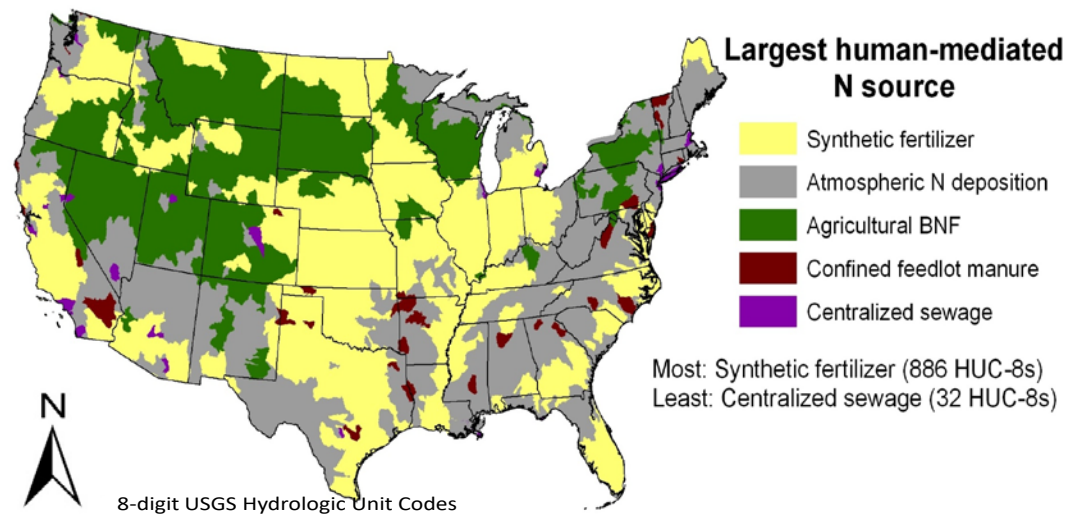 Largest human-mediated
N source
Synthetic fertilizer
Atmospheric N deposition
Agricultural BNF
Confined feedlot manure
Centralized sewage
Most: Synthetic fertilizer (886 HUC-8s)
Least: Centralized sewage (32 HUC-8s)
N
8-digit USGS Hydrologic Unit Codes